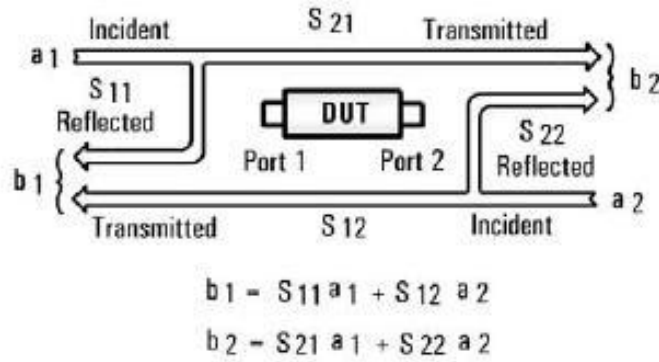 S 21
Incident
Transmitted
a 1
b 2
S 11
Reflected
DUT
S 22
Reflected
Port 1
Port 2
b 1
a 2
Transmitted
S 12
Incident
b 1 = S 11 a 1 + S 12 a 2
b 2 = S 21 a 1 + S 22 a 2